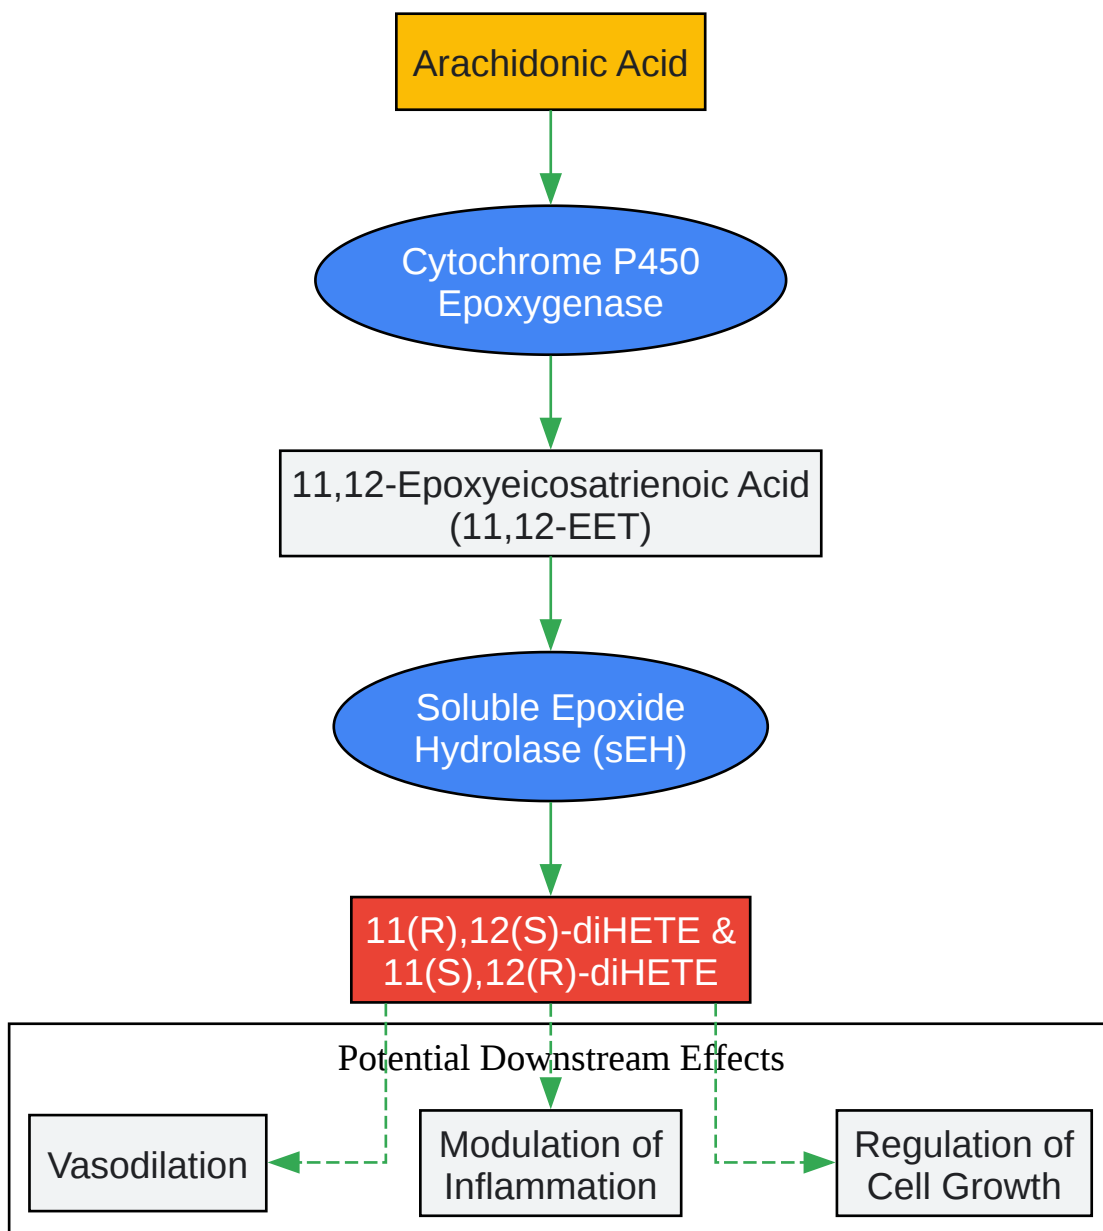 Arachidonic Acid
Cytochrome P450
Epoxygenase
11,12-Epoxyeicosatrienoic Acid
(11,12-EET)
Soluble Epoxide
Hydrolase (sEH)
11(R),12(S)-diHETE &
11(S),12(R)-diHETE
Potential Downstream Effects
Vasodilation
Modulation of
Inflammation
Regulation of
Cell Growth